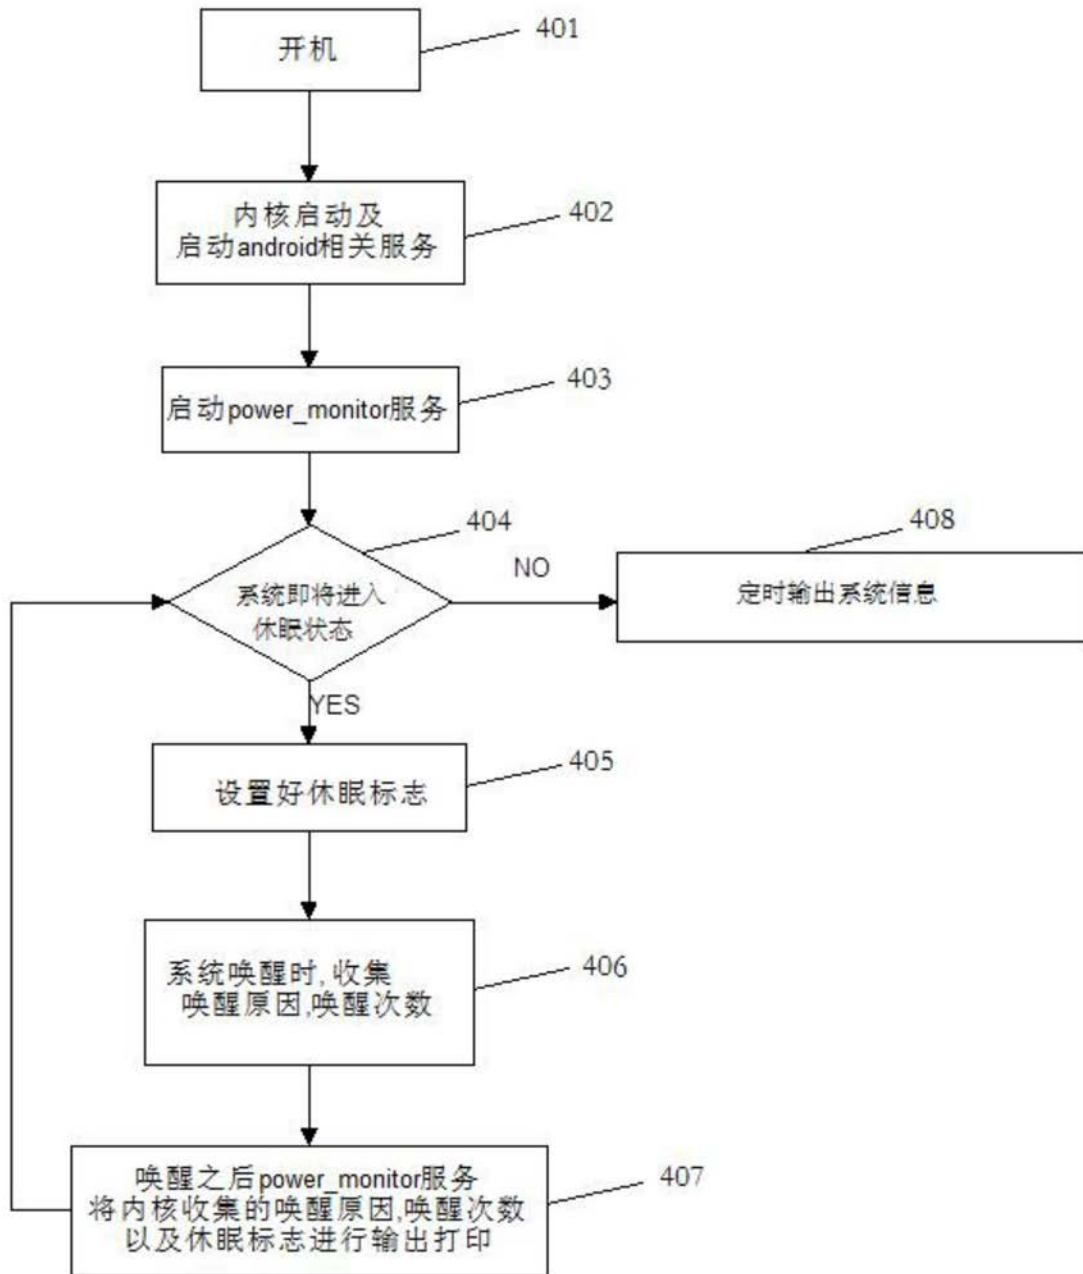 开机
401
内核启动及
启动android相关服务
402
启动power_monitor服务
403
404
系统即将进入
休眠状态
NO
408
定时输出系统信息
YES
设置好休眠标志
405
系统唤醒时,收集
唤醒原因,唤醒次数
406
唤醒之后power_monitor服务
将内核收集的唤醒原因,唤醒次数
以及休眠标志进行输出打印
407